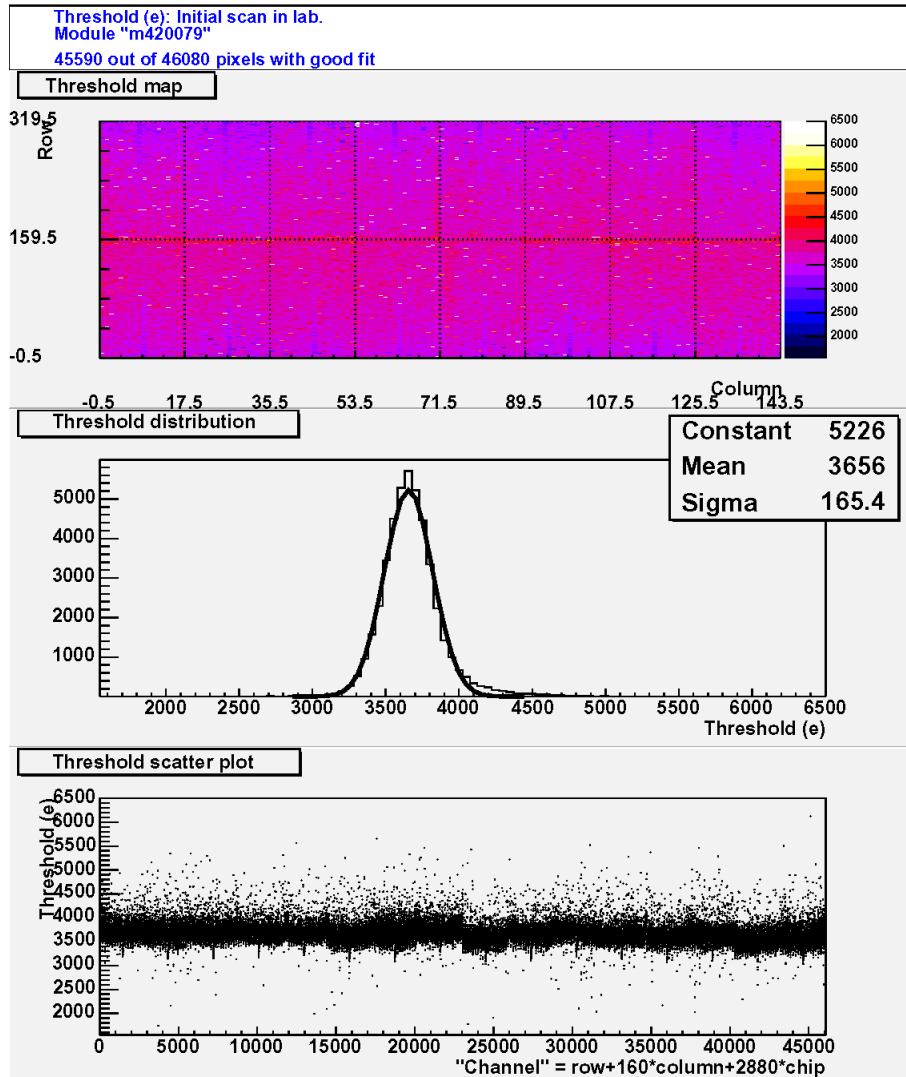 Threshold (e): Initial scan in lab.
Module "m420079"
45590 out of 46080 pixels with good fit
Threshold map
Row
319.5
159.5
-0.5
6500
6000
5500
5000
4500
4000
3500
3000
2500
2000
Column
-0.5 17.5 35.5 53.5 71.5 89.5 107.5 125.5 143.5
Threshold distribution
Constant 5226
Mean 3656
Sigma 165.4
5000
4000
3000
2000
1000
2000 2500 3000 3500 4000 4500 5000 5500 6000 6500
Threshold (e)
Threshold scatter plot
Threshold (e)
6500
6000
5500
5000
4500
4000
3500
3000
2500
2000
0 5000 10000 15000 20000 25000 30000 35000 40000 45000
"Channel" = row+160*column+2880*chip